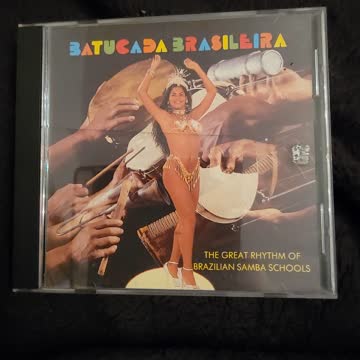 BATUCADA BRASILEIRA
THE GREAT RHYTHM OF
BRAZILIAN SAMBA SCHOOLS